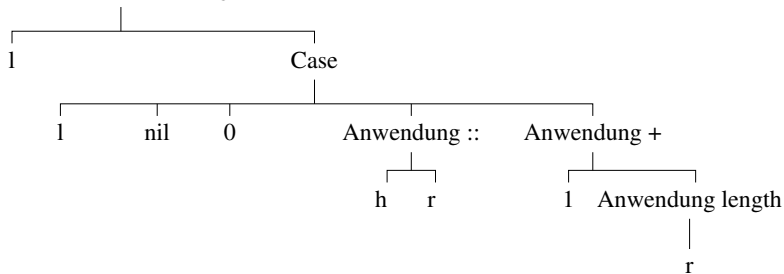 l Case
l nil 0 Anwendung :: Anwendung +
h r 1 Anwendung length
r